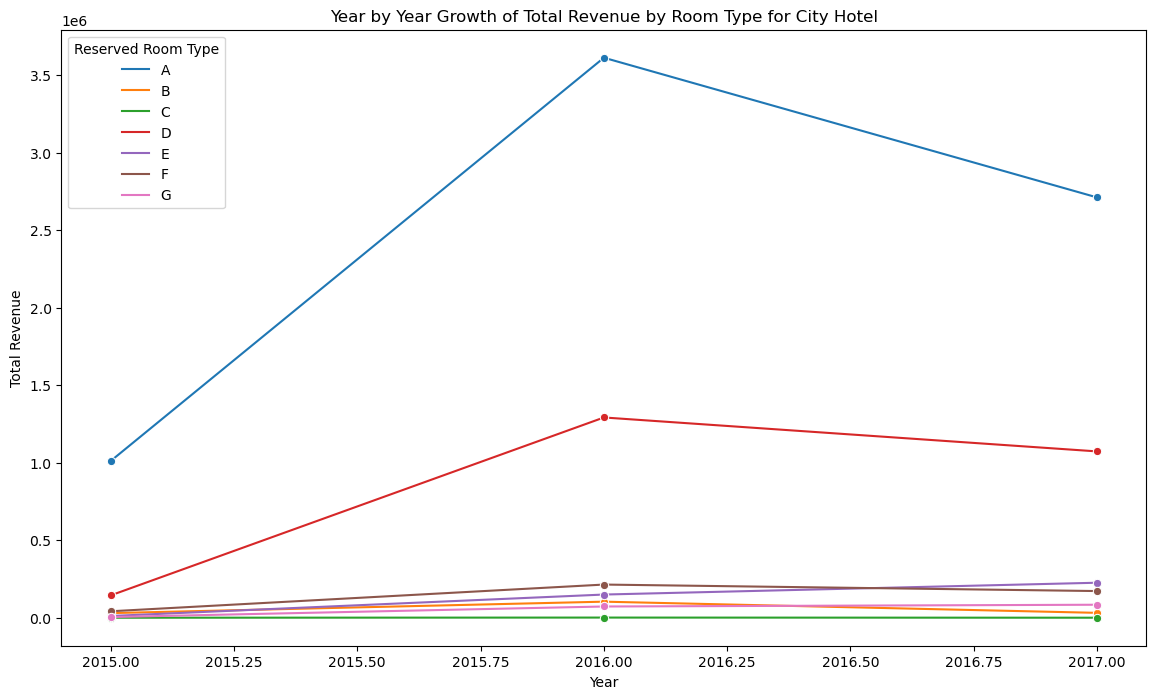 Year by Year Growth of Total Revenue by Room Type for City Hotel
1e6
Reserved Room Type
A
B
C
D
E
F
G
3.5
3.0
2.5
2.0
1.5
1.0
0.5
0.0
Total Revenue
2015.00 2015.25 2015.50 2015.75 2016.00 2016.25 2016.50 2016.75 2017.00
Year